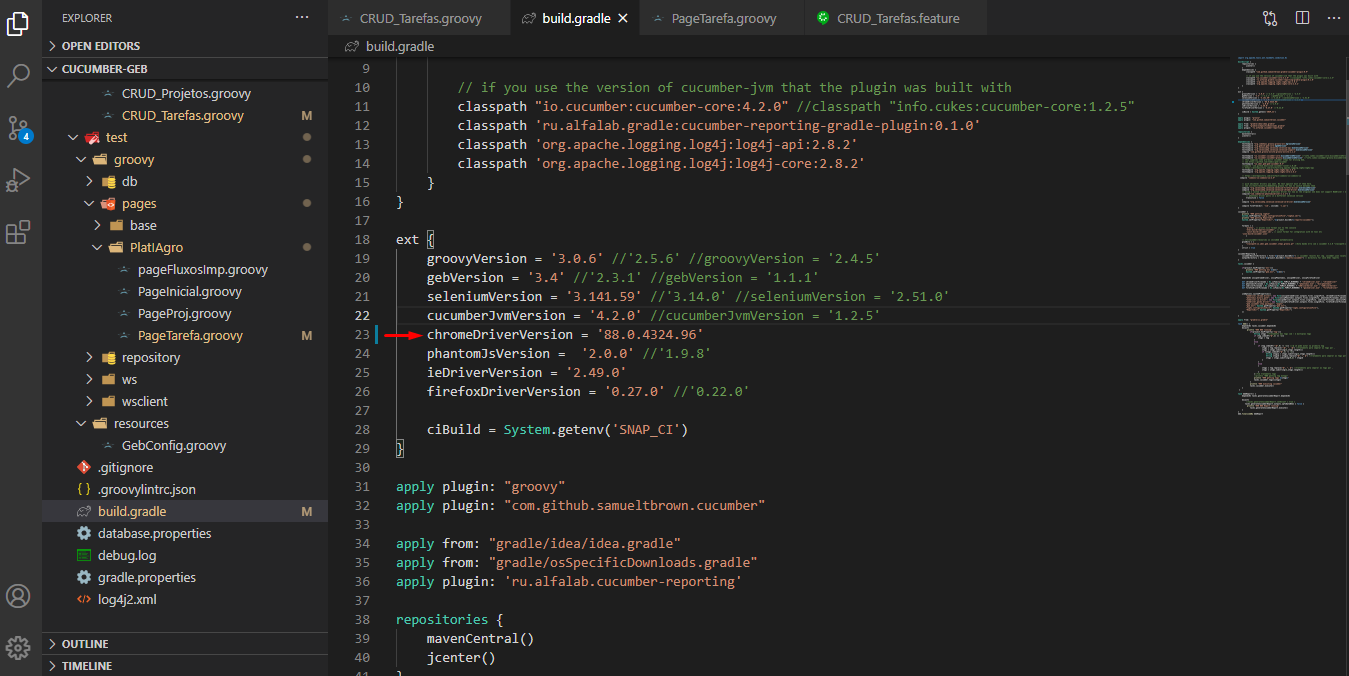 EXPLORER
OPEN EDITORS
CUCUMBER-GEB
CRUD_Projetos.groovy
CRUD_Tarefas.groovy M
test
groovy
db
pages
base
PlatIAgro
pageFluxosImp.groovy
PageInicial.groovy
PageProj.groovy
PageTarefa.groovy M
repository
ws
wsclient
resources
GebConfig.groovy
.gitignore
{} .groovylintrc.json
build.gradle M
database.properties
debug.log
gradle.properties
log4j2.xml
OUTLINE
TIMELINE
4
CRUD_Tarefas.groovy
build.gradle
PageTarefa.groovy
CRUD_Tarefas.feature
build.gradle
9
10 // if you use the version of cucumber-jvm that the plugin was built with
11 classpath "io.cucumber:cucumber-core:4.2.0" //classpath "info.cukes:cucumber-core:1.2.5"
12 classpath 'ru.alfalab.gradle:cucumber-reporting-gradle-plugin:0.1.0'
13 classpath 'org.apache.logging.log4j:log4j-api:2.8.2'
14 classpath 'org.apache.logging.log4j:log4j-core:2.8.2'
15 }
16 }
17
18 ext {
19 groovyVersion = '3.0.6' //'2.5.6' //groovyVersion = '2.4.5'
20 gebVersion = '3.4' //'2.3.1' //gebVersion = '1.1.1'
21 seleniumVersion = '3.141.59' //'3.14.0' //seleniumVersion = '2.51.0'
22 cucumberJvmVersion = '4.2.0' //cucumberJvmVersion = '1.2.5'
23 chromeDriverVersion = '88.0.4324.96'
24 phantomJsVersion =  '2.0.0' //'1.9.8'
25 ieDriverVersion = '2.49.0'
26 firefoxDriverVersion = '0.27.0' //'0.22.0'
27
28 ciBuild = System.getenv('SNAP_CI')
29 }
30
31 apply plugin: "groovy"
32 apply plugin: "com.github.samueltbrown.cucumber"
33
34 apply from: "gradle/idea/idea.gradle"
35 apply from: "gradle/osSpecificDownloads.gradle"
36 apply plugin: 'ru.alfalab.cucumber-reporting'
37
38 repositories {
39 mavenCentral()
40 jcenter()